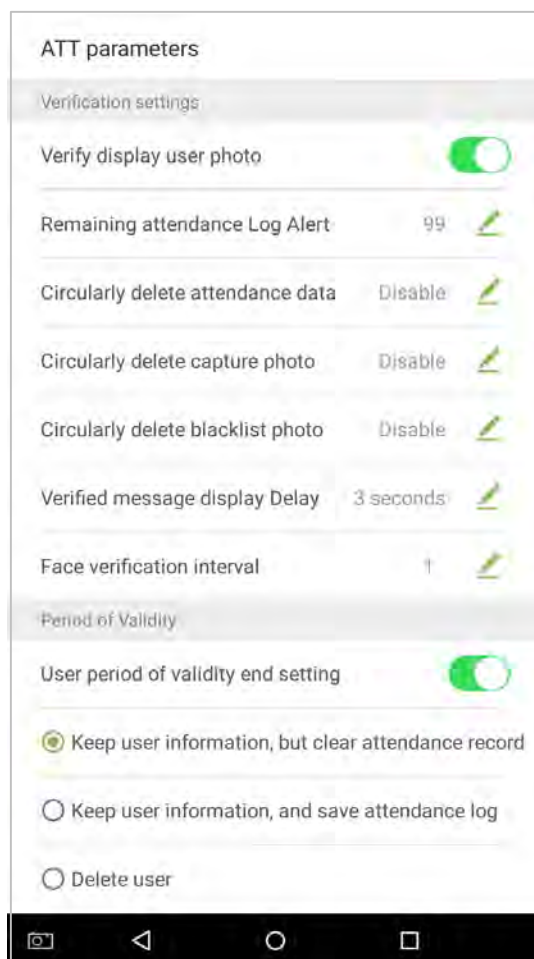 ATT parameters
Verification settings
Verify display user photo
Remaining attendance Log Alert 99
Circularly delete attendance data Disable
Circularly delete capture photo Disable
Circularly delete blacklist photo Disable
Verified message display Delay 3 seconds
Face verification interval 1
Period of Validity
User period of validity end setting
Keep user information, but clear attendance record
Keep user information, and save attendance log
Delete user